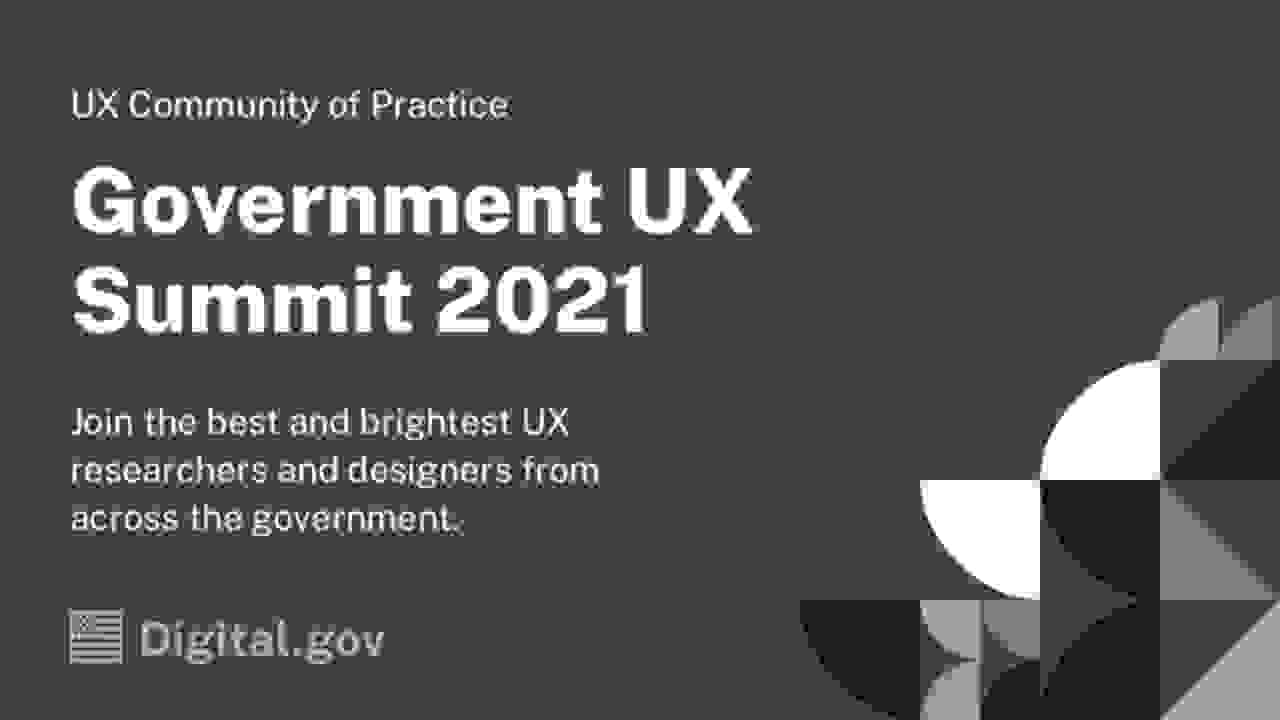 UX Community of Practice
Government UX
Summit 2021
Join the best and brightest UX
researchers and designers from
across the government.
Digital.gov